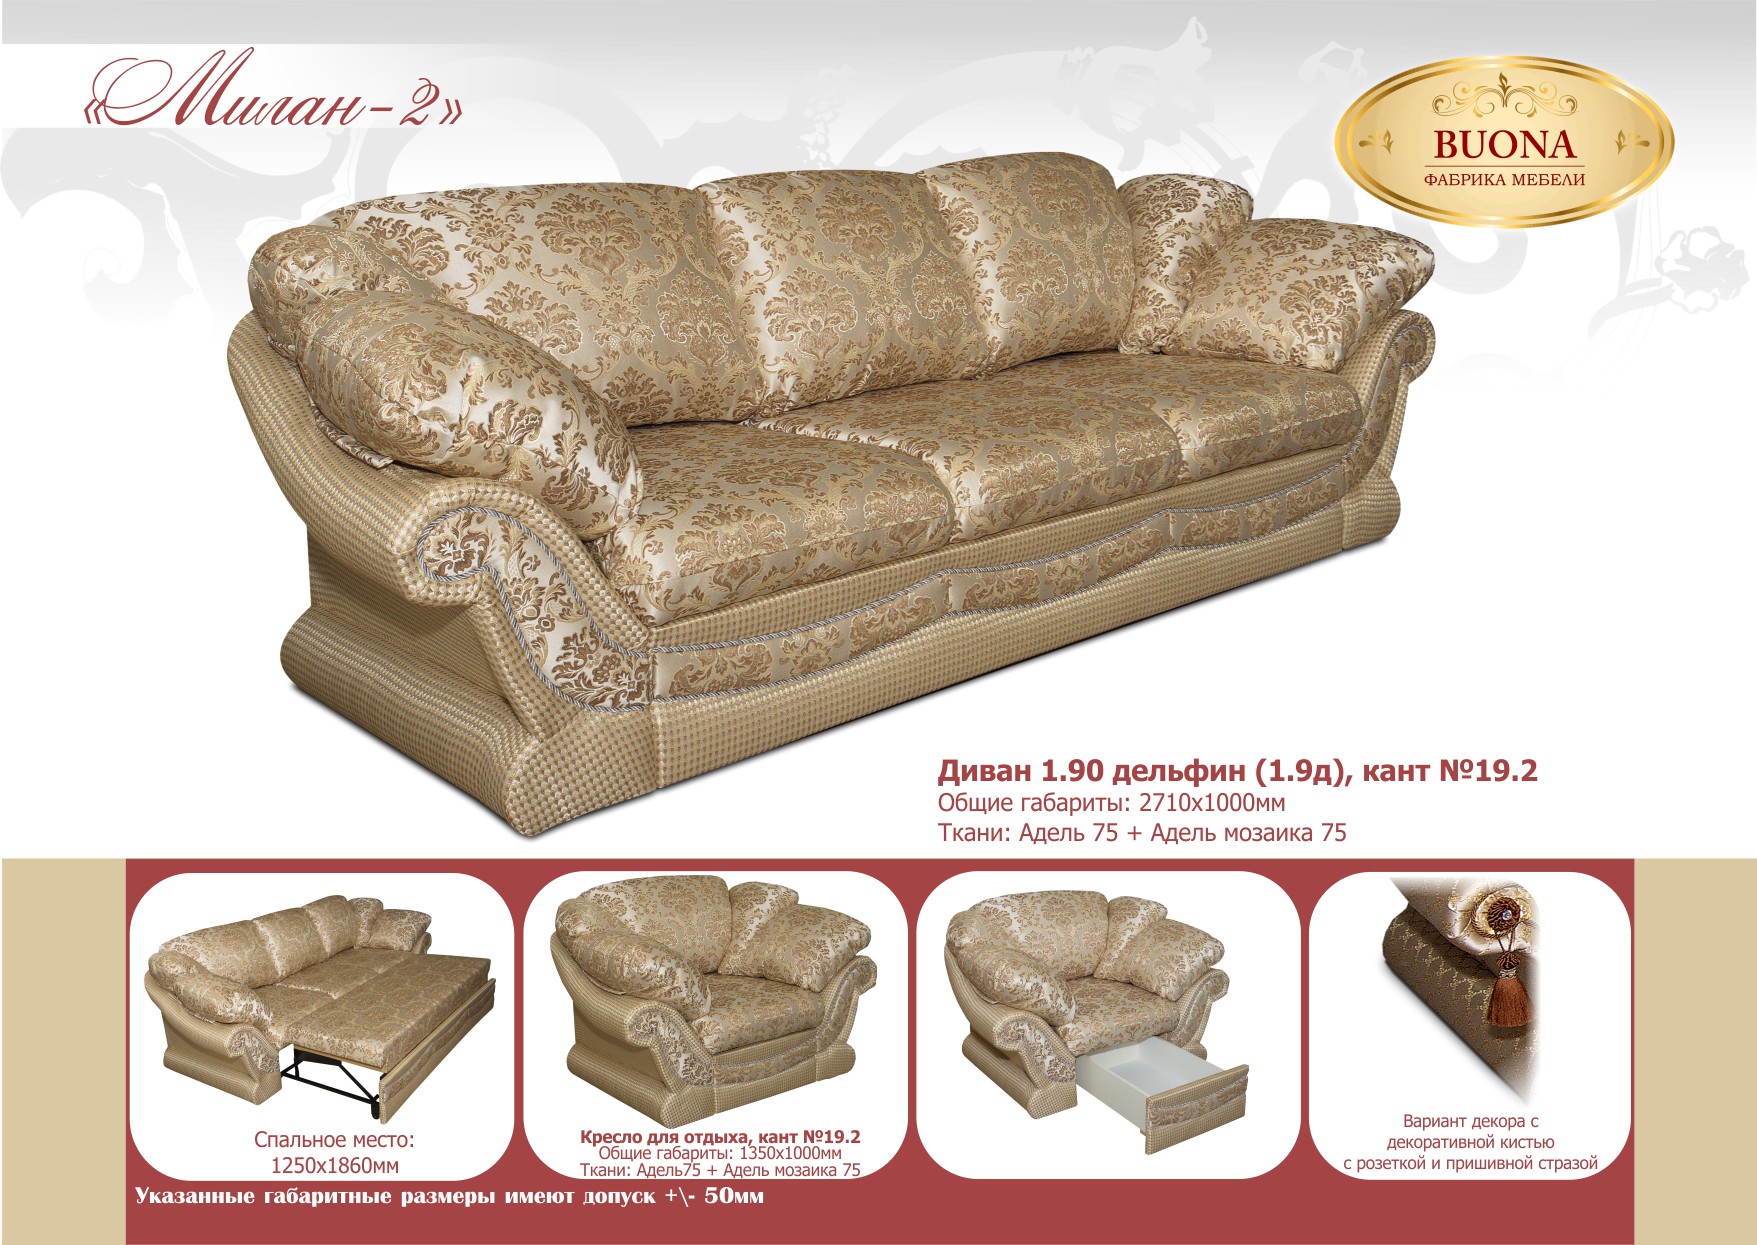 «Милан-2»
BUONA
ФАБРИКА МЕБЕЛИ
Диван 1.90 дельфин (1.9д), кант №19.2
Общие габариты: 2710х1000мм
Ткани: Адель 75 + Адель мозаика 75
Спальное место:
1250х1860мм
Кресло для отдыха, кант №19.2
Общие габариты: 1350х1000мм
Ткани: Адель75 + Адель мозаика 75
Вариант декора с
декоративной кистью
с розеткой и пришивной стразой
Указанные габаритные размеры имеют допуск +\- 50мм